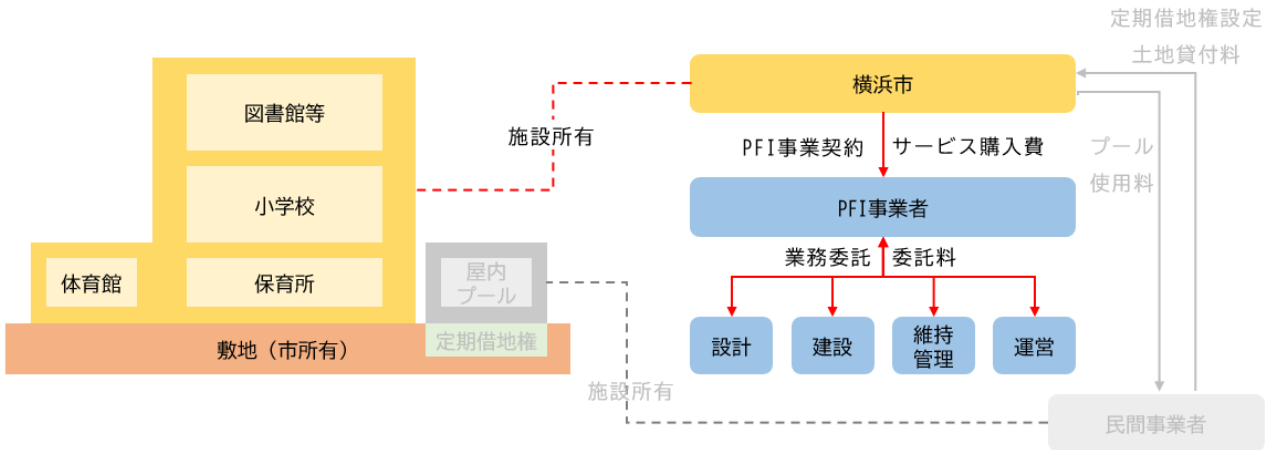 定期借地権設定
土地貸付料
図書館等
小学校
体育館
保育所
屋内
プール
定期借地権
敷地（市所有）
施設所有
横浜市
PFI事業契約
サービス購入費
プール
使用料
PFI事業者
業務委託
委託料
設計
建設
維持
管理
運営
施設所有
民間事業者